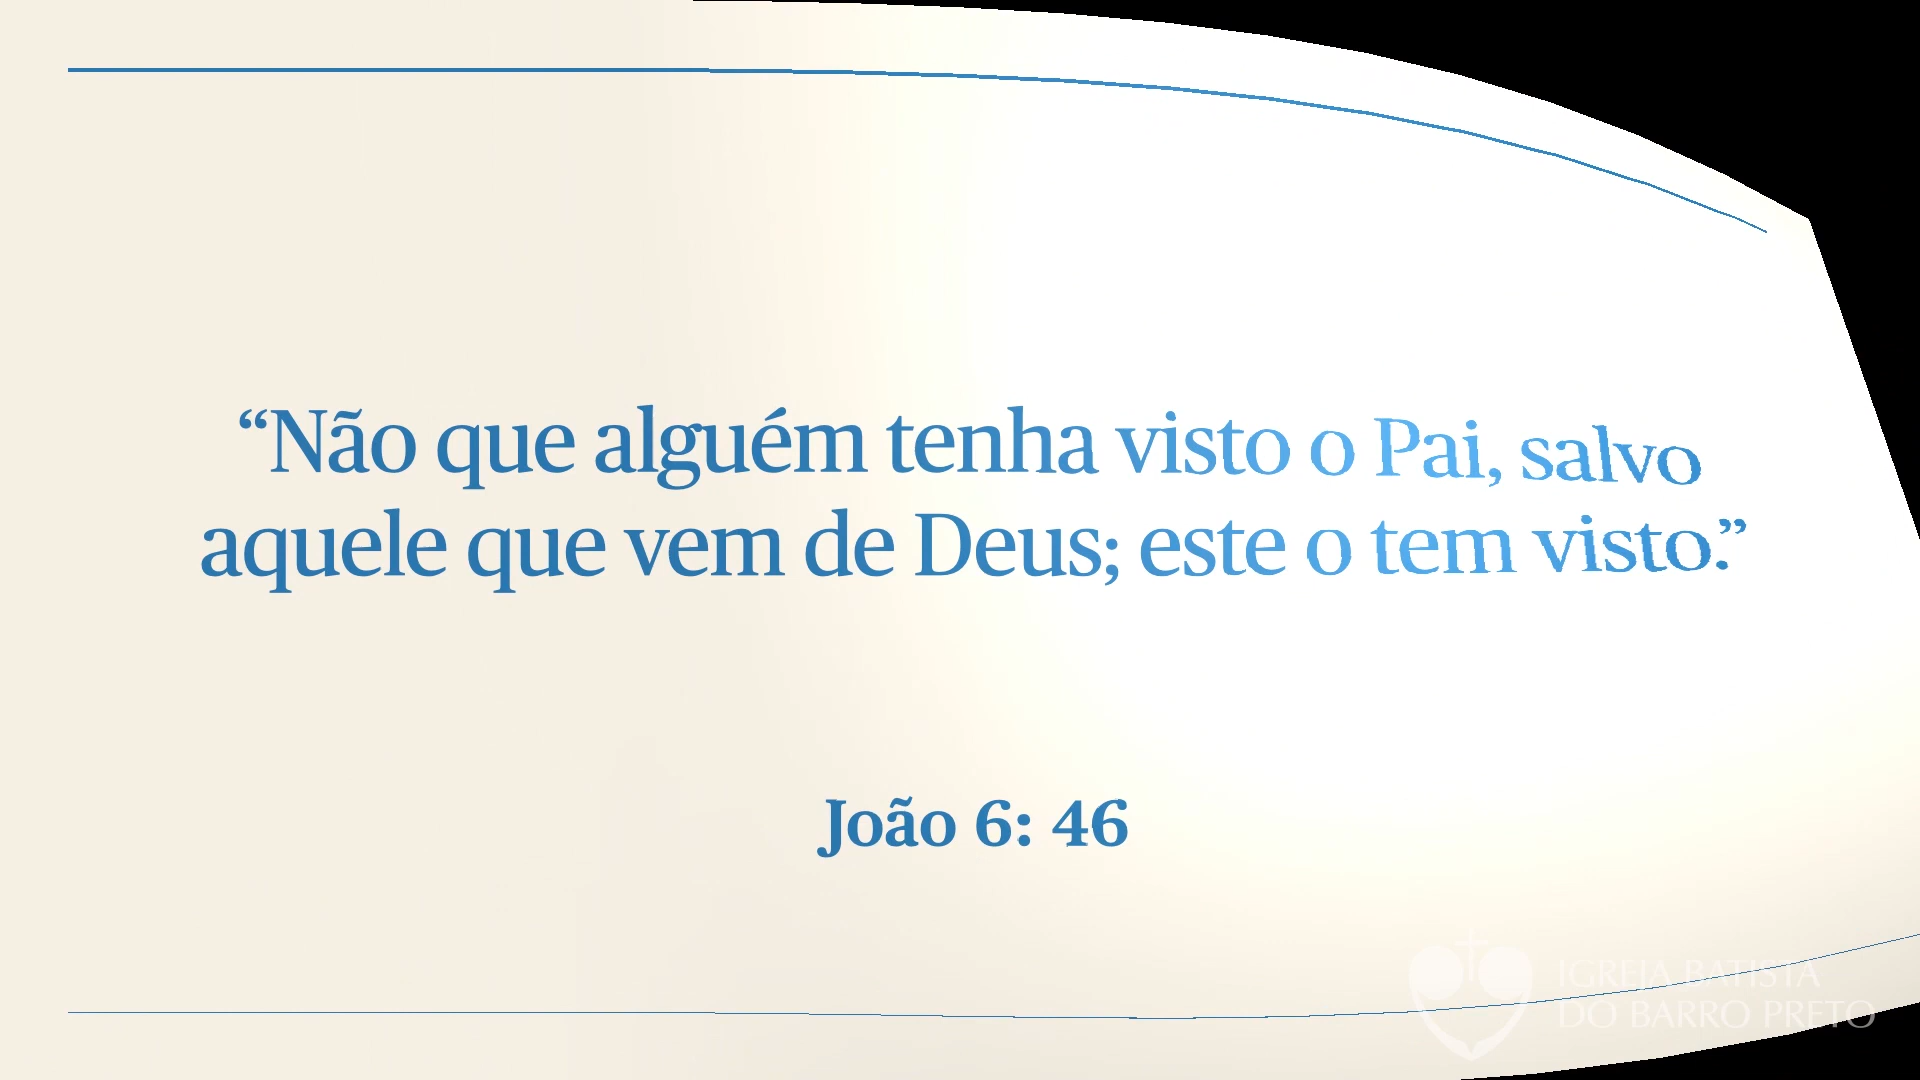 “Não que alguém tenha visto o Pai, salvo
aquele que vem de Deus; este o tem visto.”
João 6: 46
IGREJA BATISTA
DO BARRO PRETO